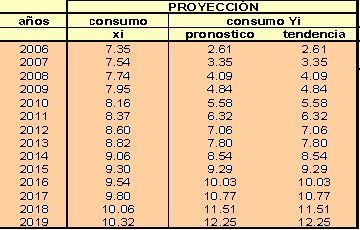 PROYECCIÓN
años consumo consumo Yi
xi pronostico tendencia
2006 7.35 2.61 2.61
2007 7.54 3.35 3.35
2008 7.74 4.09 4.09
2009 7.95 4.84 4.84
2010 8.16 5.58 5.58
2011 8.37 6.32 6.32
2012 8.60 7.06 7.06
2013 8.82 7.80 7.80
2014 9.06 8.54 8.54
2015 9.30 9.29 9.29
2016 9.54 10.03 10.03
2017 9.80 10.77 10.77
2018 10.06 11.51 11.51
2019 10.32 12.25 12.25